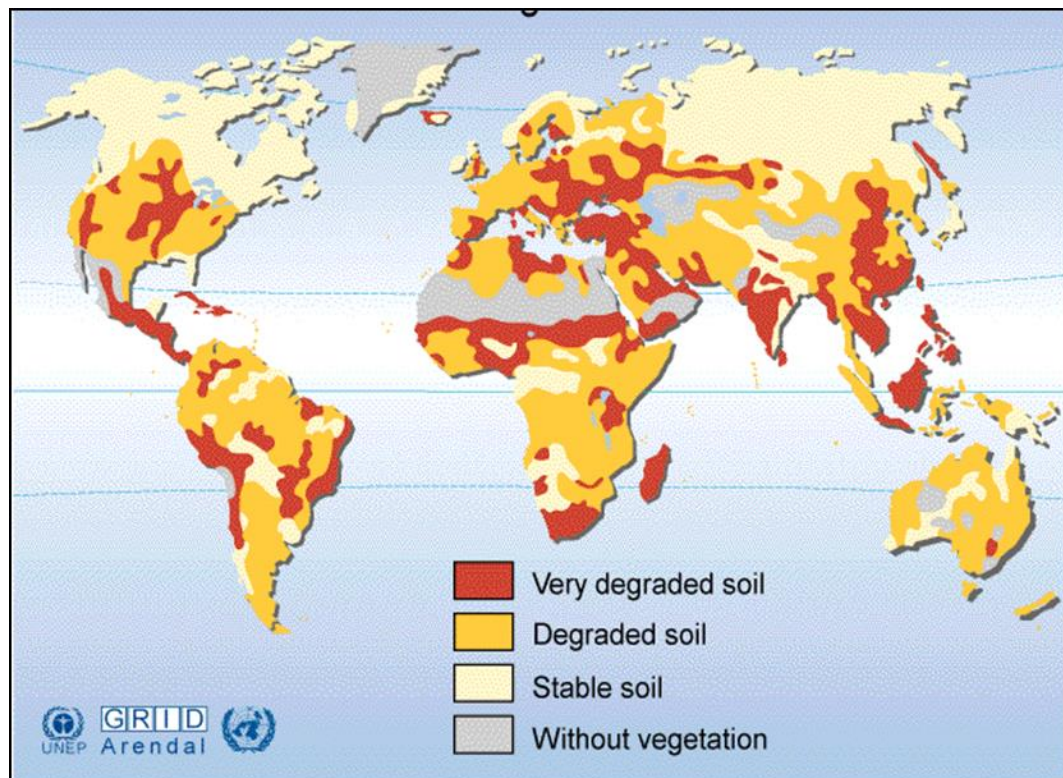 Very degraded soil
Degraded soil
Stable soil
Without vegetation
UNEP
GRID
Arendal